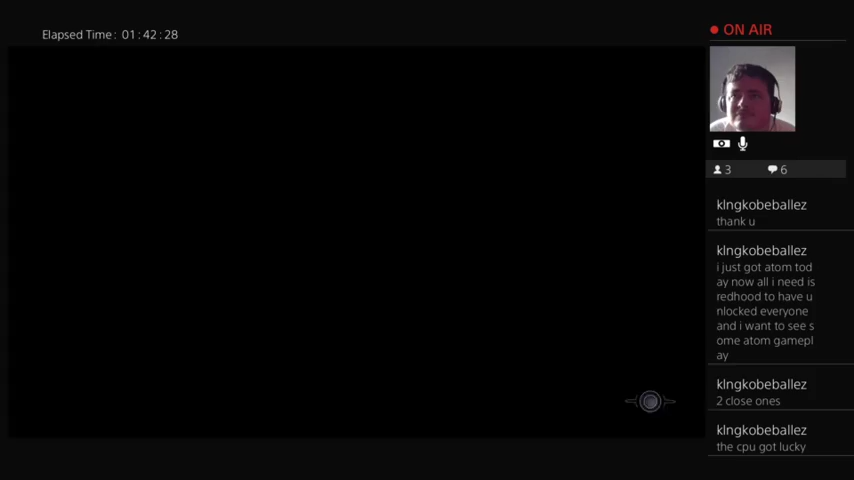 Elapsed Time: 01:42:28
ON AIR
3 6
klngkobeballez
thank u
klngkobeballez
i just got atom tod
ay now all i need is
redhood to have u
nlocked everyone
and i want to see s
ome atom gamepl
ay
klngkobeballez
2 close ones
klngkobeballez
the cpu got lucky